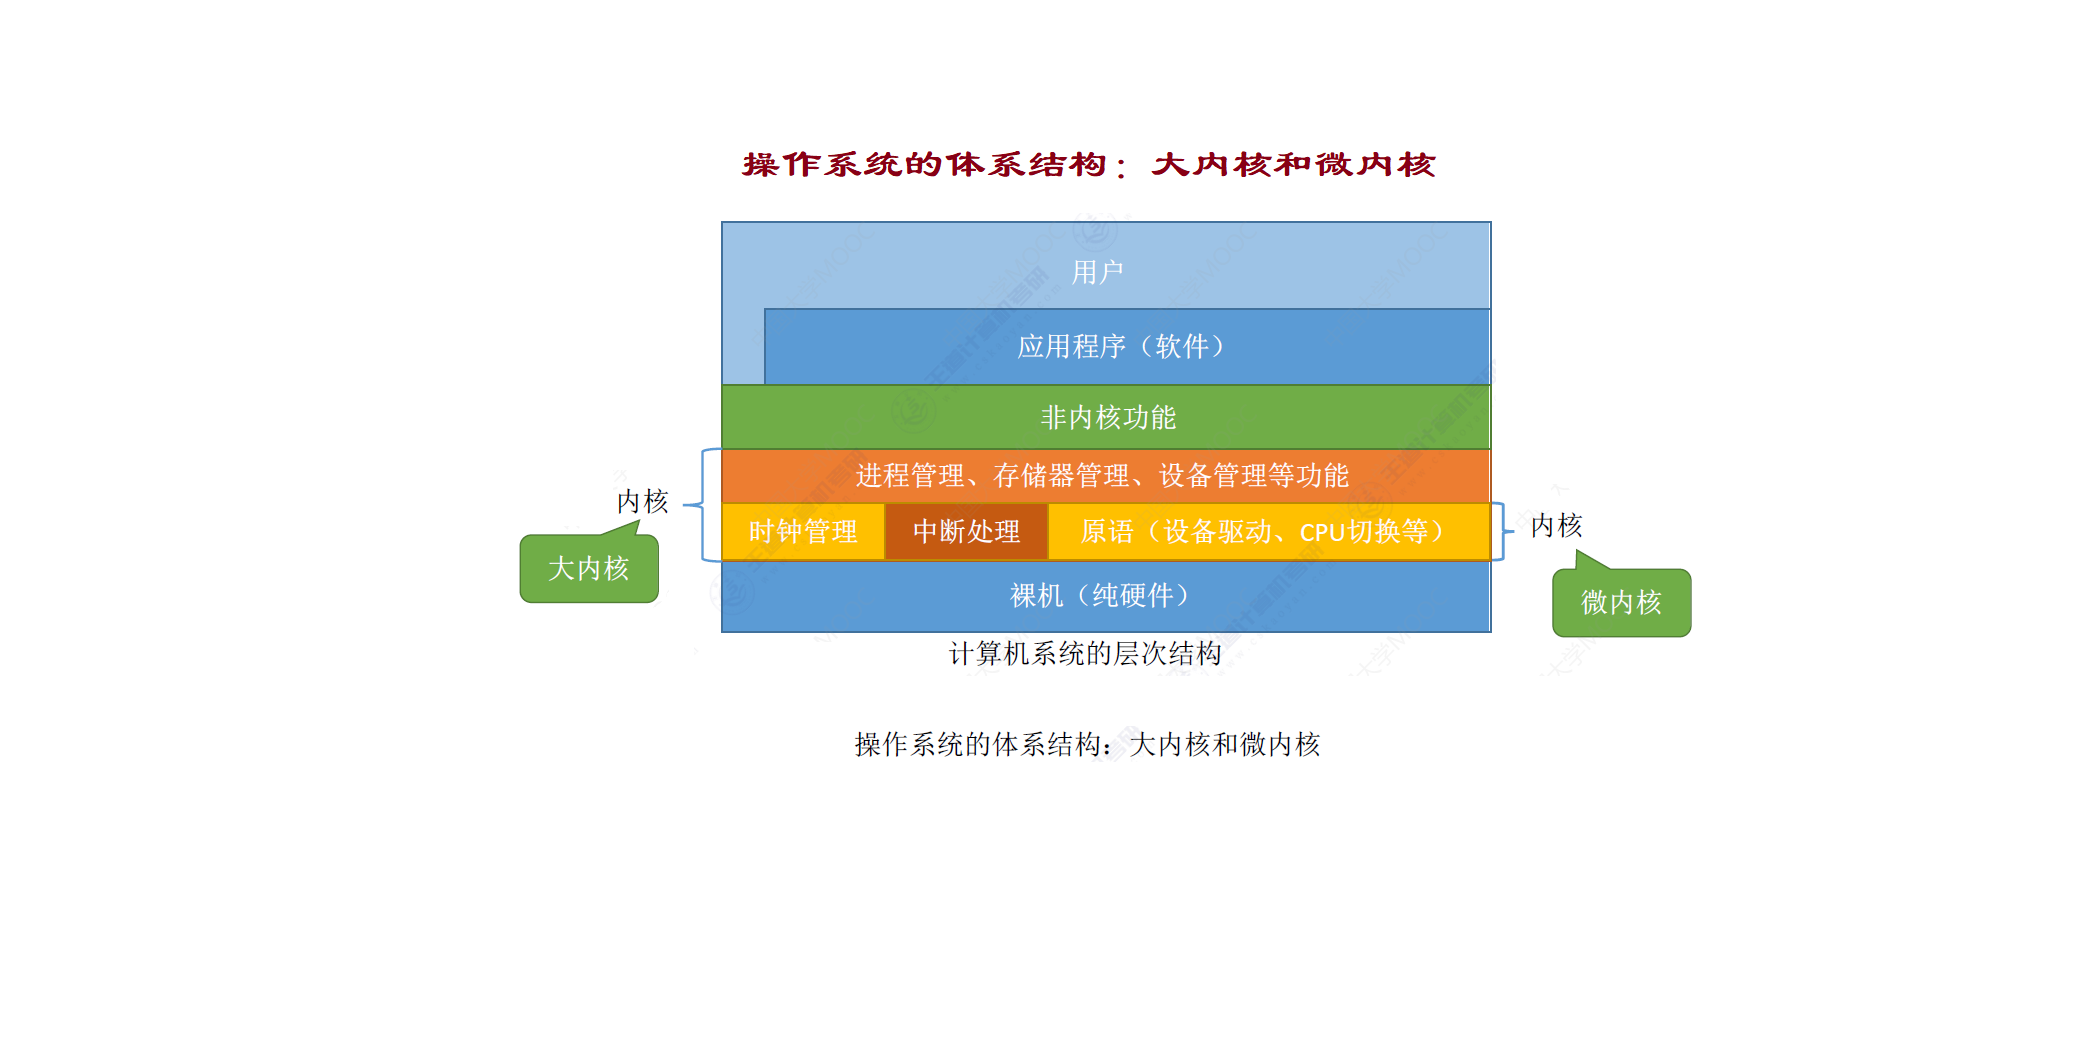 操作系统的体系结构：大内核和微内核
用户
应用程序（软件）
非内核功能
进程管理、存储器管理、设备管理等功能
内核
时钟管理 中断处理 原语（设备驱动、CPU切换等）
内核
大内核
裸机（纯硬件）
微内核
计算机系统的层次结构
操作系统的体系结构：大内核和微内核